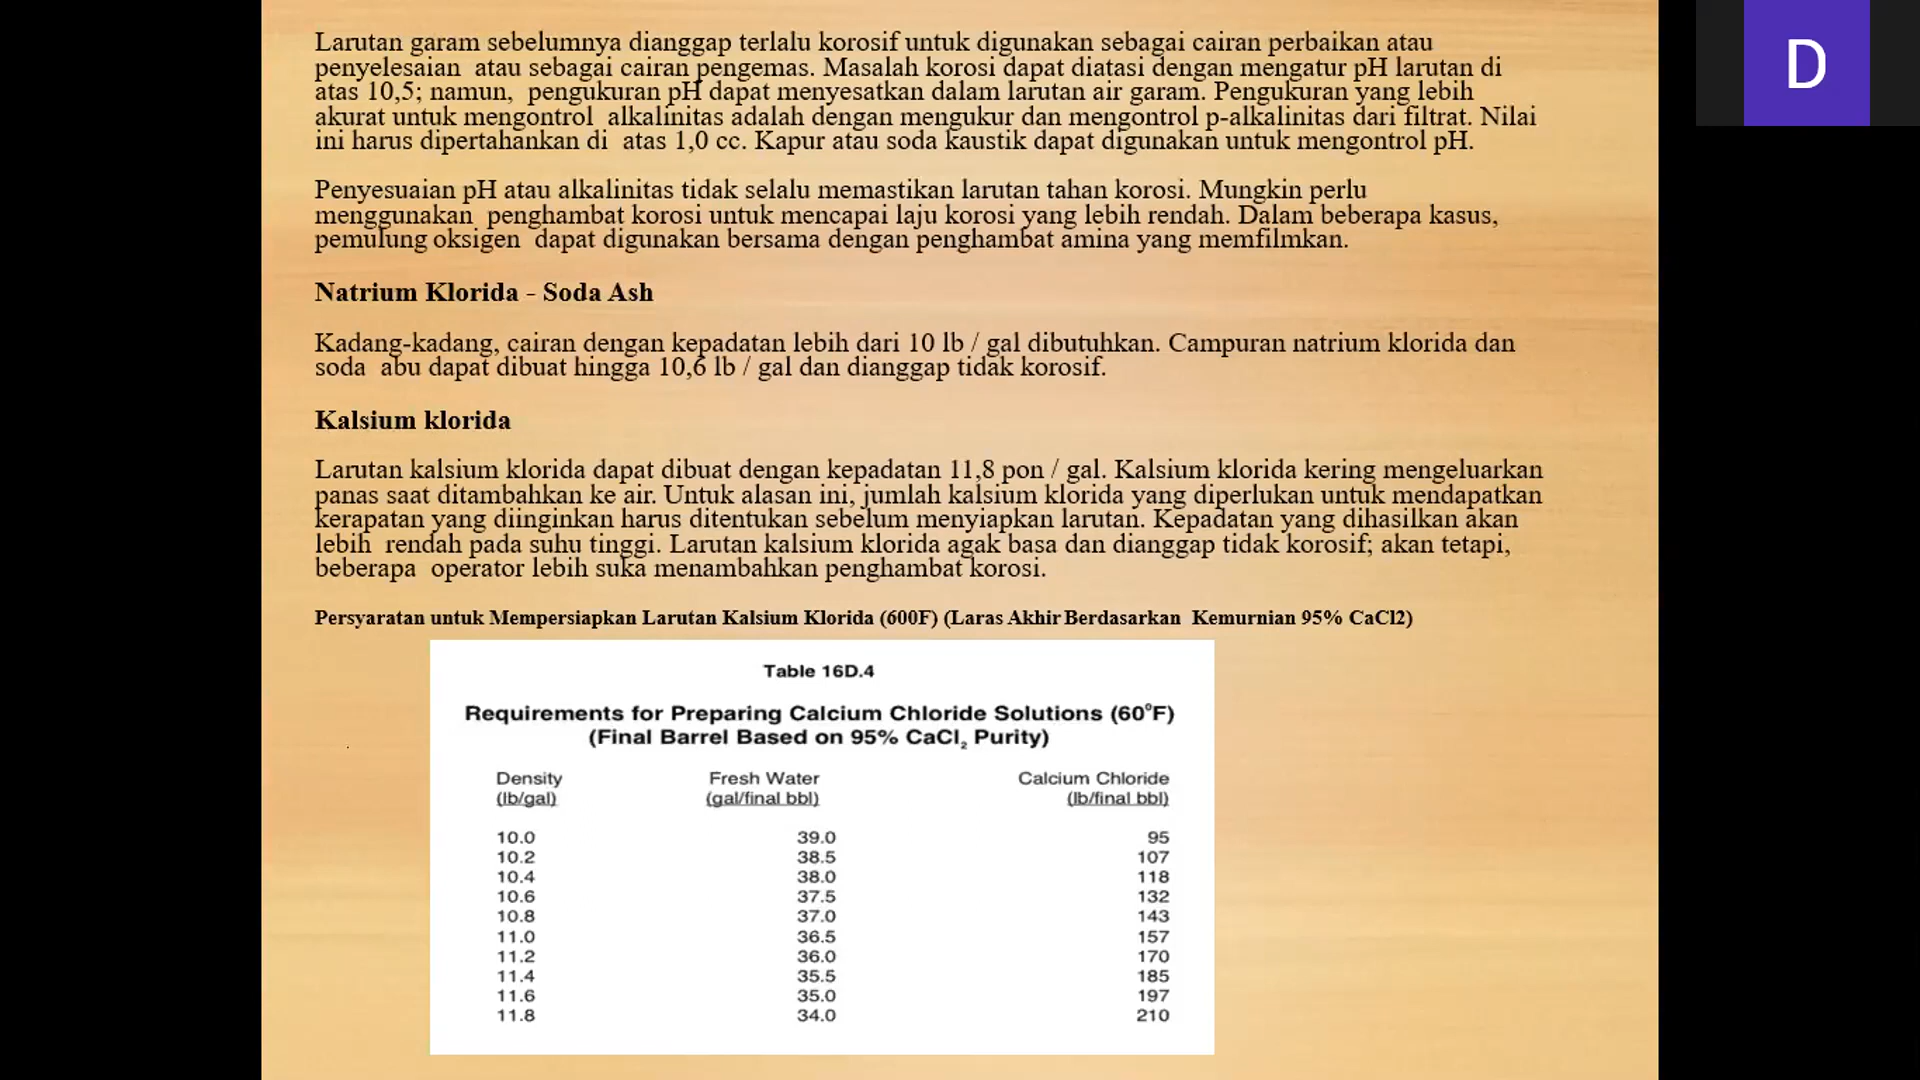 Larutan garam sebelumnya dianggap terlalu korosif untuk digunakan sebagai cairan perbaikan atau
penyelesaian atau sebagai cairan pengemas. Masalah korosi dapat diatasi dengan mengatur pH larutan di
atas 10,5; namun, pengukuran pH dapat menyesatkan dalam larutan air garam. Pengukuran yang lebih
akurat untuk mengontrol alkalinitas adalah dengan mengukur dan mengontrol p-alkalinitas dari filtrat. Nilai
ini harus dipertahankan di atas 1,0 cc. Kapur atau soda kaustik dapat digunakan untuk mengontrol pH.
Penyesuaian pH atau alkalinitas tidak selalu memastikan larutan tahan korosi. Mungkin perlu
menggunakan penghambat korosi untuk mencapai laju korosi yang lebih rendah. Dalam beberapa kasus,
pemulung oksigen dapat digunakan bersama dengan penghambat amina yang memfilmkan.
Natrium Klorida - Soda Ash
Kadang-kadang, cairan dengan kepadatan lebih dari 10 lb / gal dibutuhkan. Campuran natrium klorida dan
soda abu dapat dibuat hingga 10,6 lb / gal dan dianggap tidak korosif.
Kalsium klorida
Larutan kalsium klorida dapat dibuat dengan kepadatan 11,8 pon / gal. Kalsium klorida kering mengeluarkan
panas saat ditambahkan ke air. Untuk alasan ini, jumlah kalsium klorida yang diperlukan untuk mendapatkan
kerapatan yang diinginkan harus ditentukan sebelum menyiapkan larutan. Kepadatan yang dihasilkan akan
lebih rendah pada suhu tinggi. Larutan kalsium klorida agak basa dan dianggap tidak korosif; akan tetapi,
beberapa operator lebih suka menambahkan penghambat korosi.
Persyaratan untuk Mempersiapkan Larutan Kalsium Klorida (600F) (Laras Akhir Berdasarkan Kemurnian 95% CaCl2)
Table 16D.4
Requirements for Preparing Calcium Chloride Solutions (60°F)
(Final Barrel Based on 95% CaCl₂ Purity)
Density Fresh Water Calcium Chloride
(lb/gal) (gal/final bbl) (lb/final bbl)
10.0 39.0 95
10.2 38.5 107
10.4 38.0 118
10.6 37.5 132
10.8 37.0 143
11.0 36.5 157
11.2 36.0 170
11.4 35.5 185
11.6 35.0 197
11.8 34.0 210
D